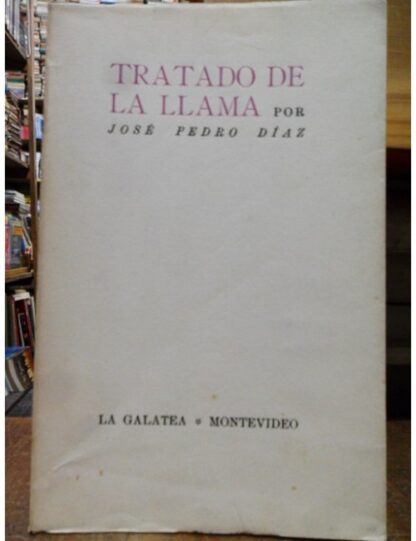 TRATADO DE
LA LLAMA POR
JOSÉ PEDRO DÍAZ
LA GALATEA * MONTEVIDEO